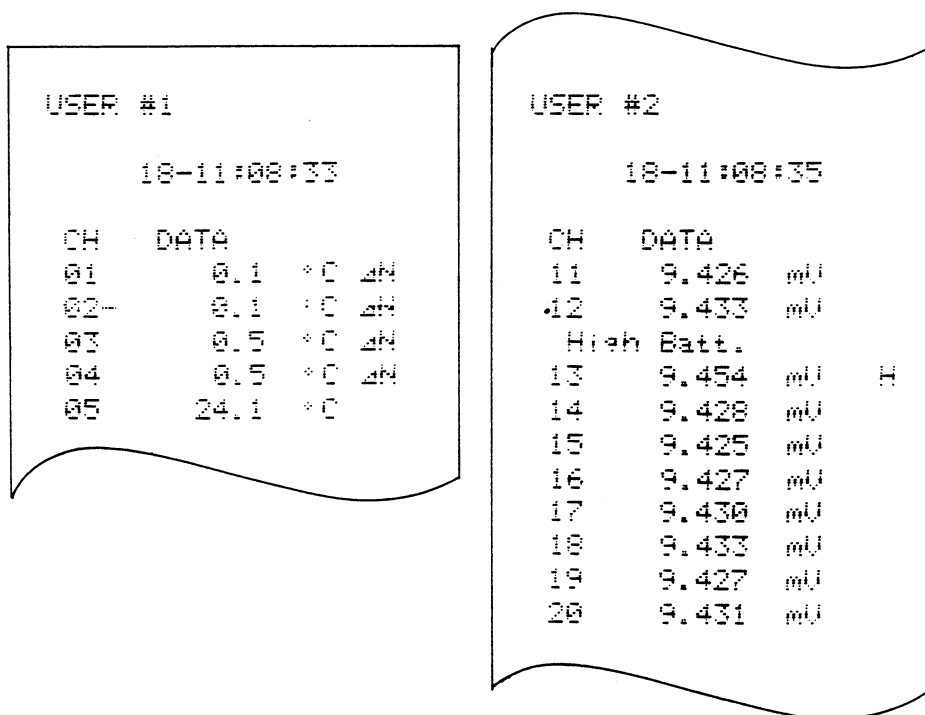 USER #1
18-11:08:33
CH DATA
01 0.1 °C ⊿N
02- 0.1 °C ⊿N
03 0.5 °C ⊿N
04 0.5 °C ⊿N
05 24.1 °C
USER #2
18-11:08:35
CH DATA
11 9.426 mV
12 9.433 mV
High Batt.
13 9.454 mV H
14 9.428 mV
15 9.425 mV
16 9.427 mV
17 9.430 mV
18 9.433 mV
19 9.427 mV
20 9.431 mV